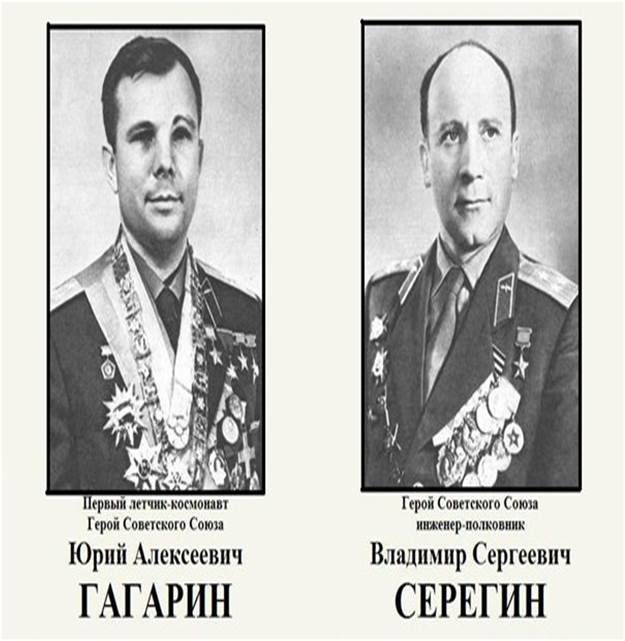 Первый летчик-космонавт
Герой Советского Союза
Юрий Алексеевич
ГАГАРИН
Герой Советского Союза
инженер-полковник
Владимир Сергеевич
СЕРЕГИН